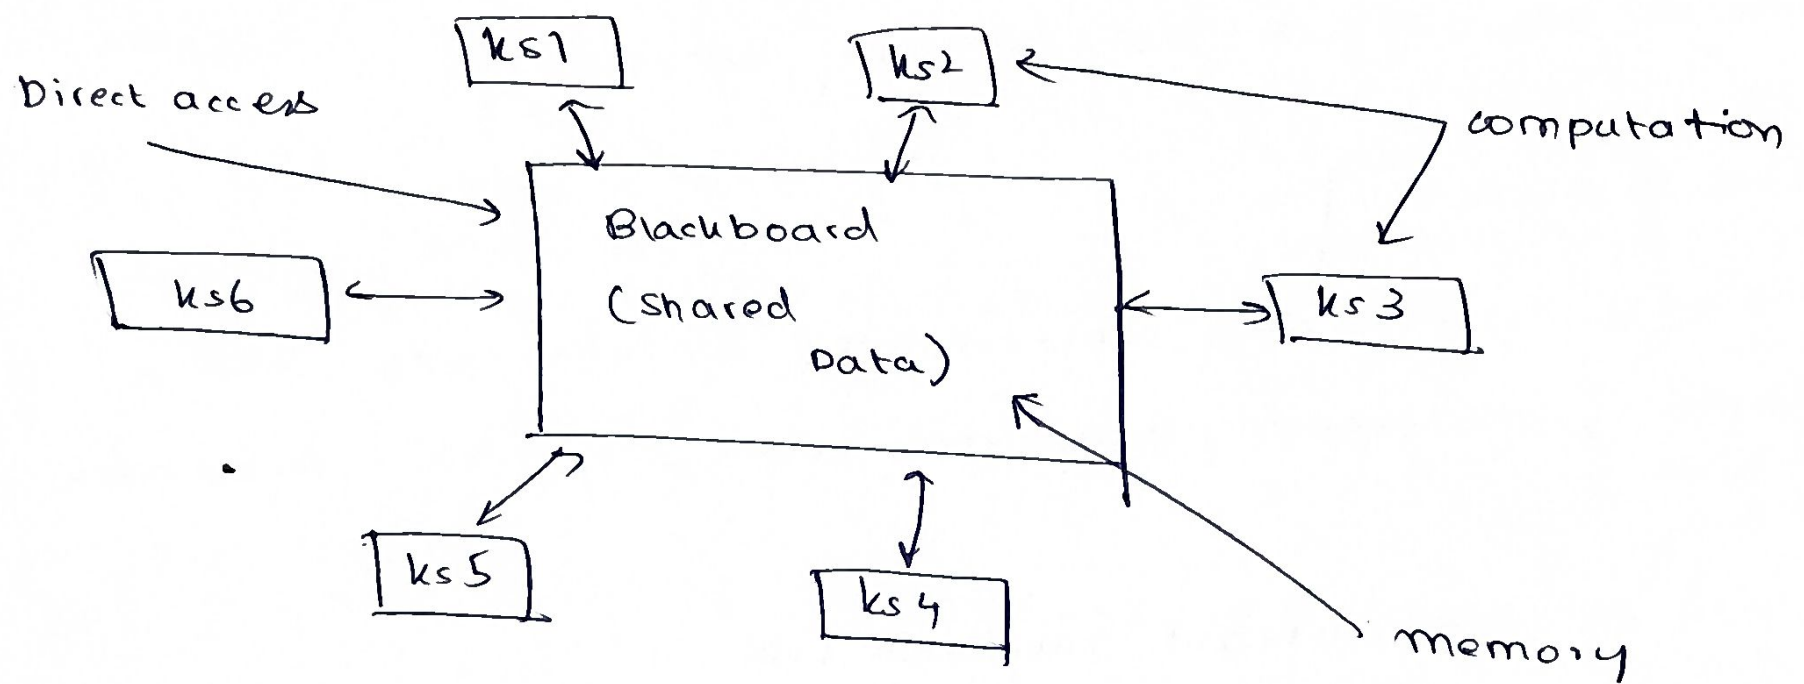 ks1
ks2
Direct access
computation
Blackboard
(shared
Data)
ks6
ks3
ks5
ks4
memory